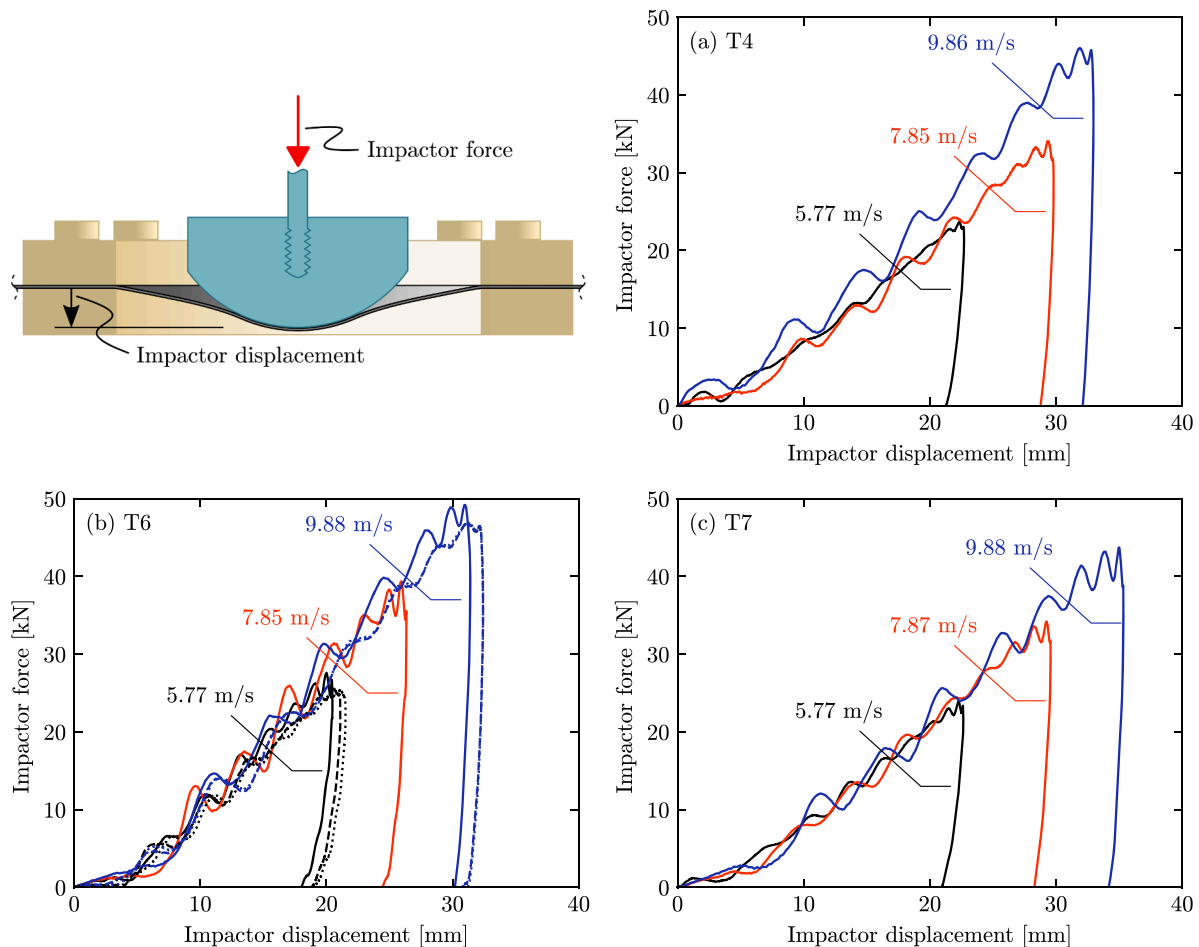 Impactor force
Impactor displacement
(a) T4
9.86 m/s
7.85 m/s
5.77 m/s
Impactor force [kN]
50
40
30
20
10
0
0 10 20 30 40
Impactor displacement [mm]
(b) T6
9.88 m/s
7.85 m/s
5.77 m/s
Impactor force [kN]
50
40
30
20
10
0
0 10 20 30 40
Impactor displacement [mm]
(c) T7
9.88 m/s
7.87 m/s
5.77 m/s
Impactor force [kN]
50
40
30
20
10
0
0 10 20 30 40
Impactor displacement [mm]